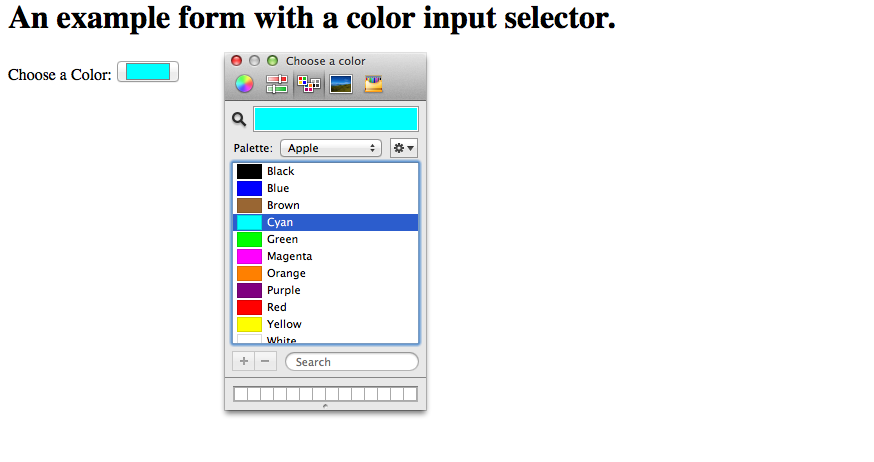 An example form with a color input selector.
Choose a Color:
Choose a color
Palette: Apple
Black
Blue
Brown
Cyan
Green
Magenta
Orange
Purple
Red
Yellow
White
Search